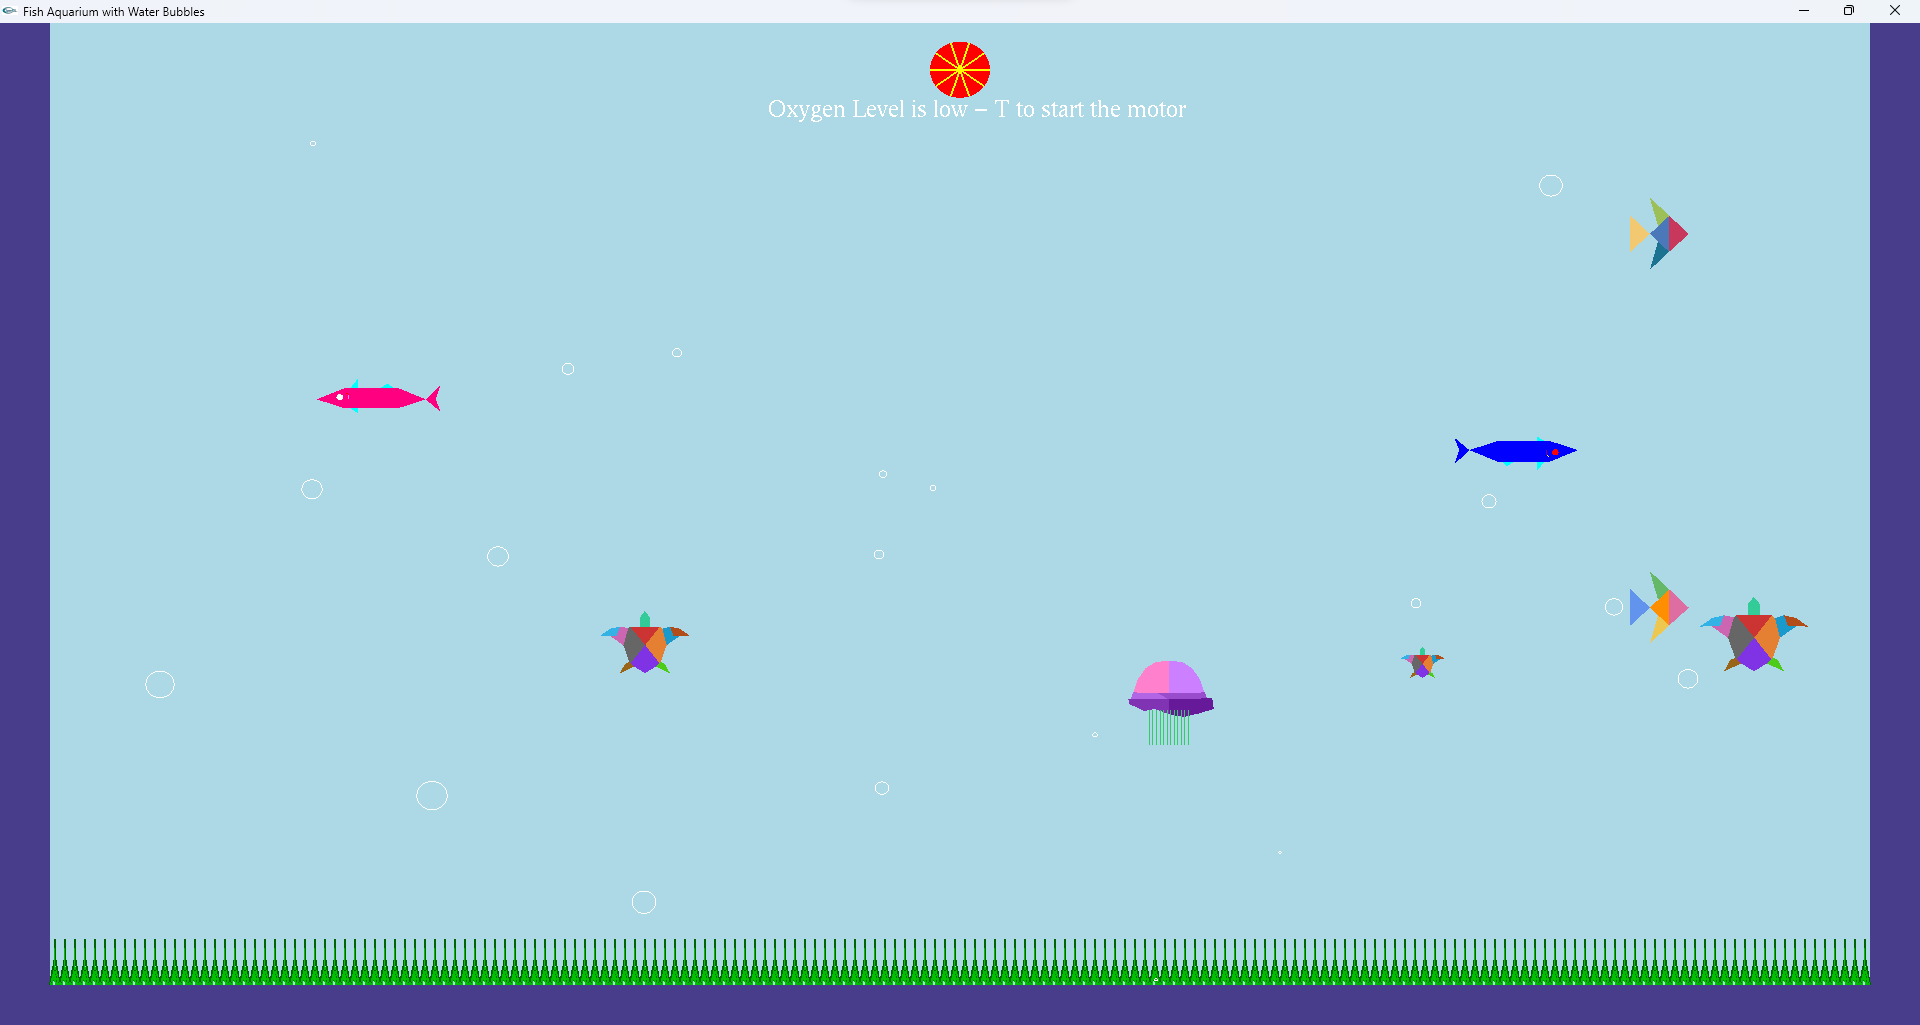 Fish Aquarium with Water Bubbles
Oxygen Level is low – T to start the motor